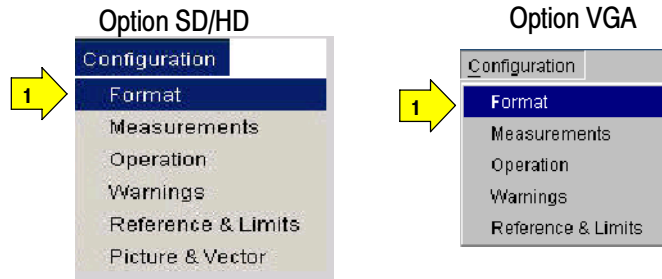 Option SD/HD
Configuration
1
Format
Measurements
Operation
Warnings
Reference & Limits
Picture & Vector
Option VGA
Configuration
1
Format
Measurements
Operation
Warnings
Reference & Limits